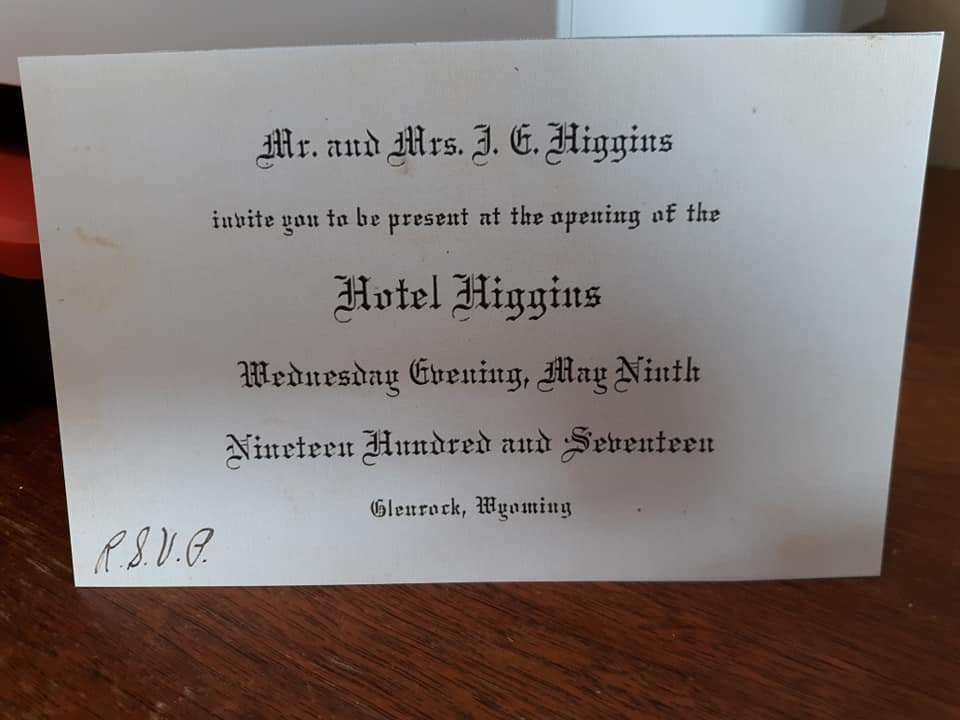 Mr. and Mrs. J. E. Higgins
invite you to be present at the opening of the
Hotel Higgins
Wednesday Evening, May Ninth
Nineteen Hundred and Seventeen
Glenrock, Wyoming
R.S.V.P.